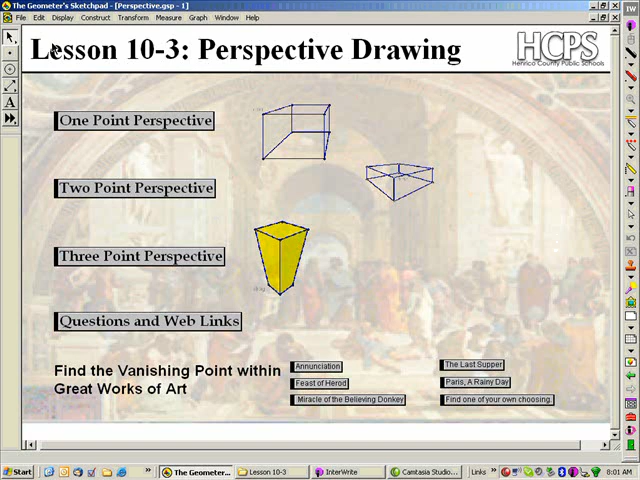 The Geometer's Sketchpad - [Perspective.gsp - 1]
File Edit Display Construct Transform Measure Graph Window Help
Lesson 10-3: Perspective Drawing
HCPS
Henrico County Public Schools
One Point Perspective
Two Point Perspective
Three Point Perspective
Questions and Web Links
Find the Vanishing Point within
Great Works of Art
Annunciation
The Last Supper
Feast of Herod
Paris, A Rainy Day
Miracle of the Believing Donkey
Find one of your own choosing.
Start
The Geometer...
Lesson 10-3
InterWrite
Camtasia Studio...
Links
8:01 AM